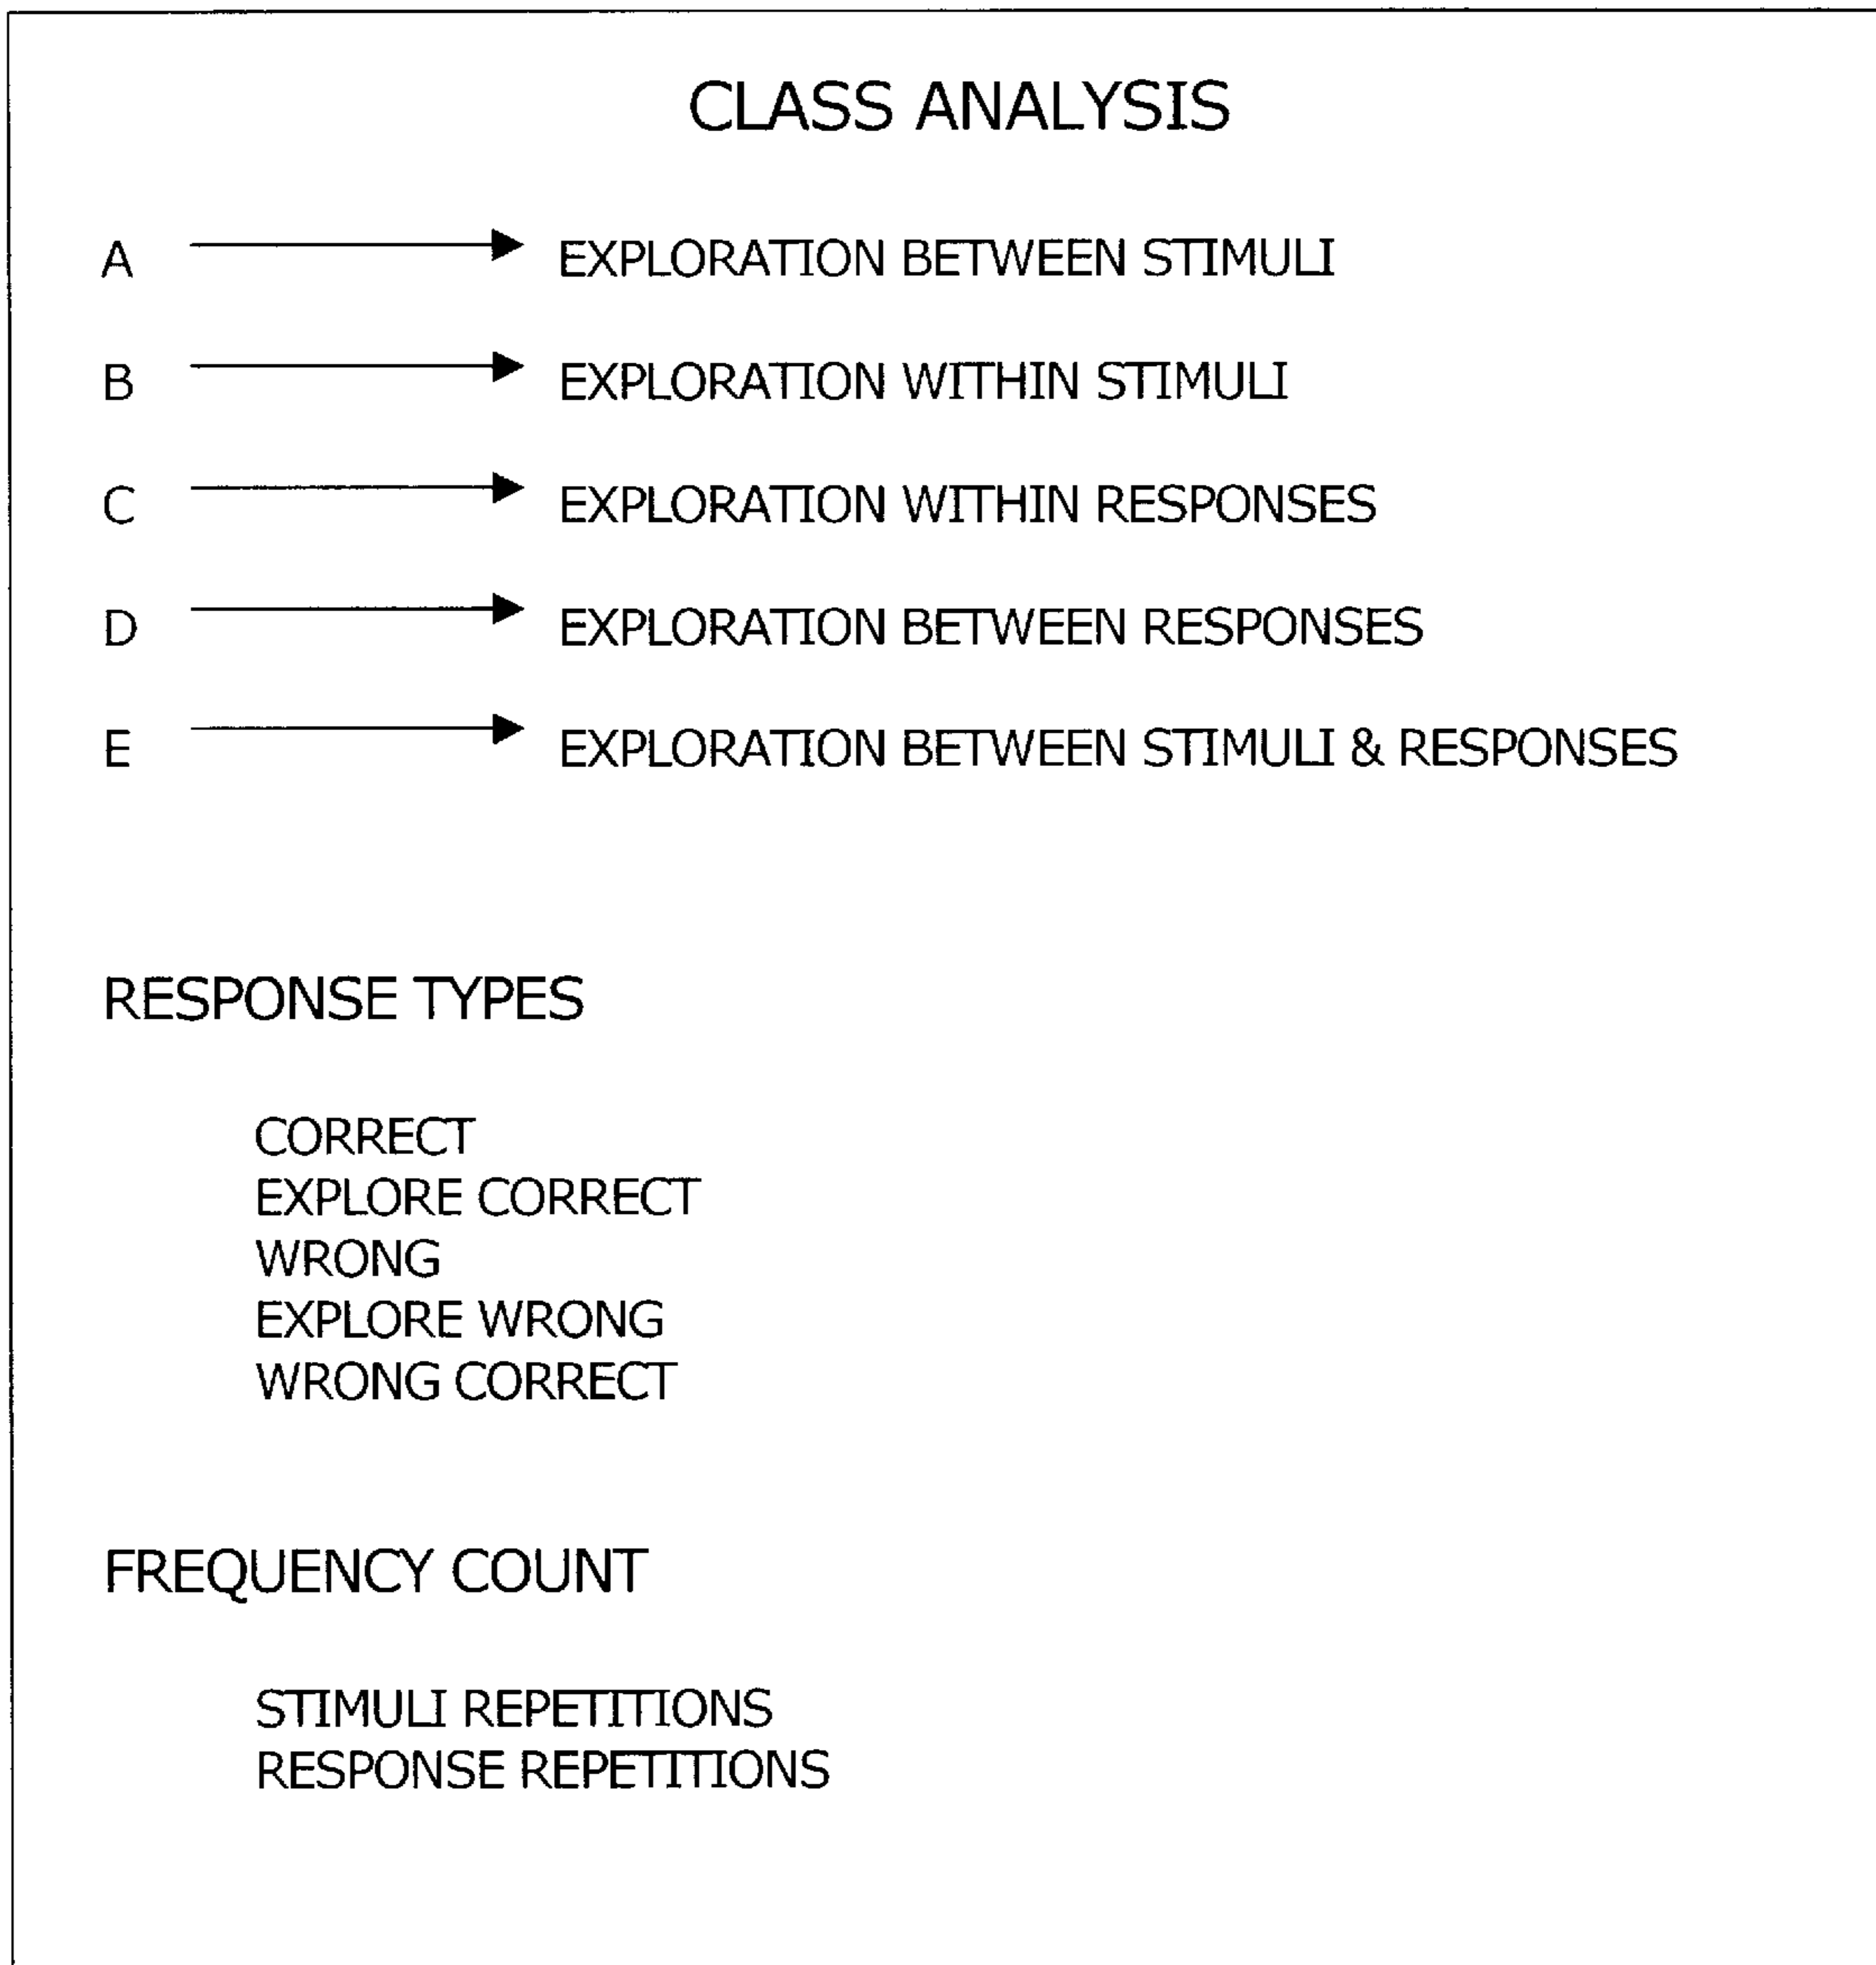 CLASS ANALYSIS
A EXPLORATION BETWEEN STIMULI
B EXPLORATION WITHIN STIMULI
C EXPLORATION WITHIN RESPONSES
D EXPLORATION BETWEEN RESPONSES
E EXPLORATION BETWEEN STIMULI & RESPONSES
RESPONSE TYPES
CORRECT
EXPLORE CORRECT
WRONG
EXPLORE WRONG
WRONG CORRECT
FREQUENCY COUNT
STIMULI REPETITIONS
RESPONSE REPETITIONS